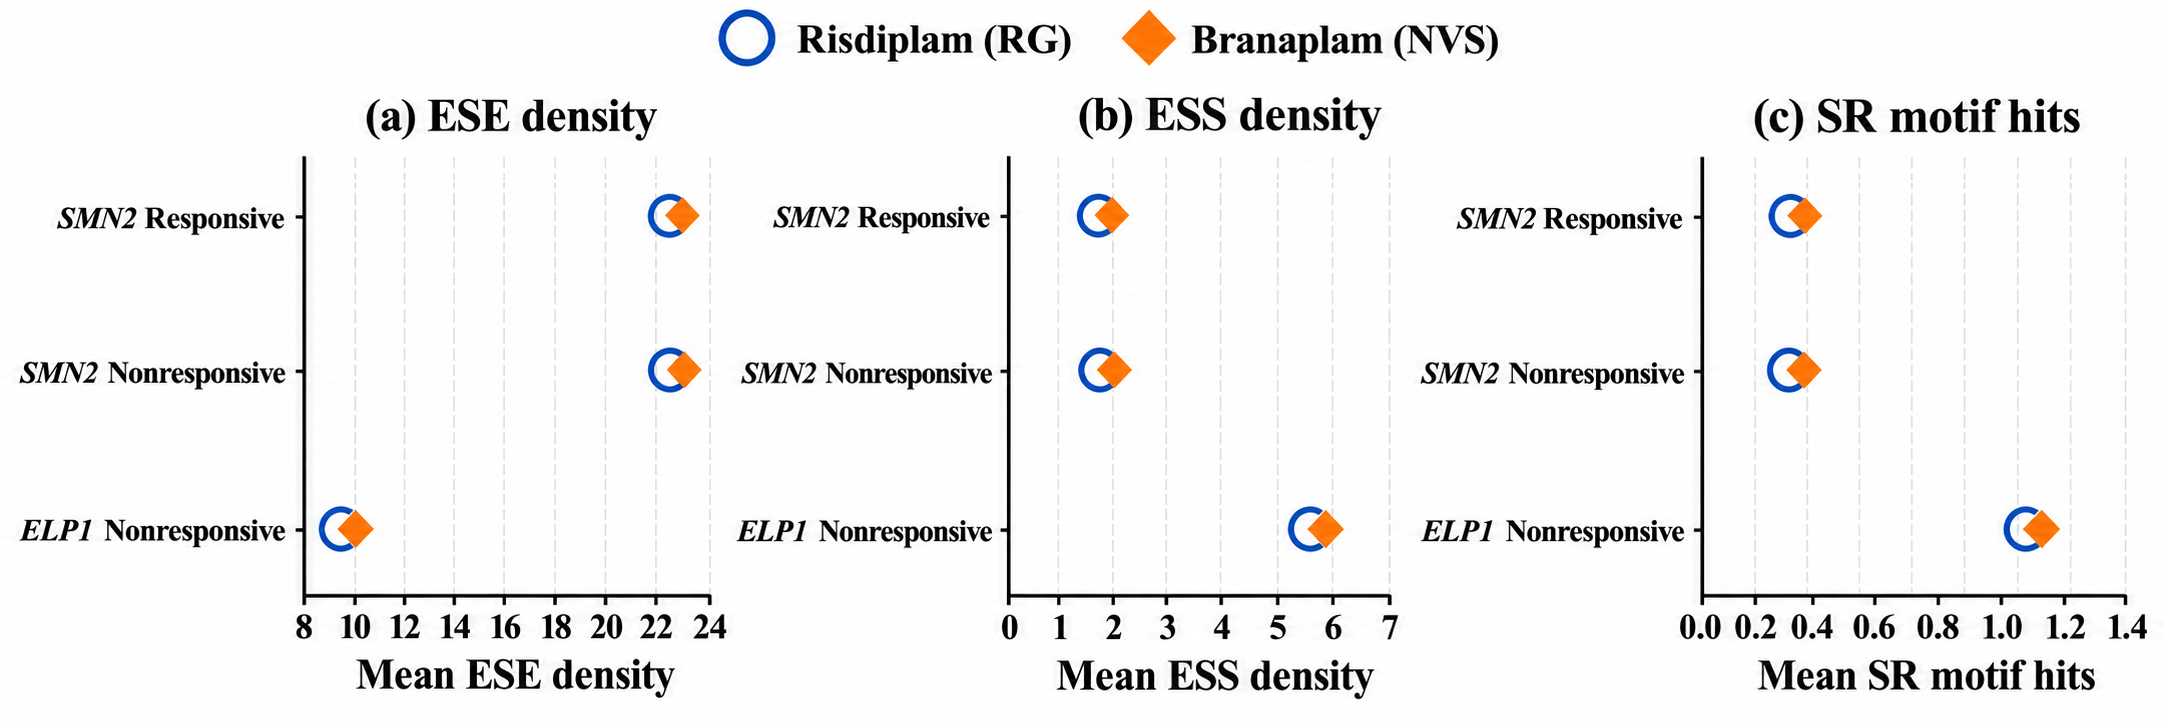 Risdiplam (RG) Branaplam (NVS)
(a) ESE density
SMN2 Responsive
SMN2 Nonresponsive
ELP1 Nonresponsive
8 10 12 14 16 18 20 22 24
Mean ESE density
(b) ESS density
SMN2 Responsive
SMN2 Nonresponsive
ELP1 Nonresponsive
0 1 2 3 4 5 6 7
Mean ESS density
(c) SR motif hits
SMN2 Responsive
SMN2 Nonresponsive
ELP1 Nonresponsive
0.0 0.2 0.4 0.6 0.8 1.0 1.2 1.4
Mean SR motif hits